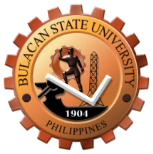 BULACAN STATE UNIVERSITY
1904
PHILIPPINES